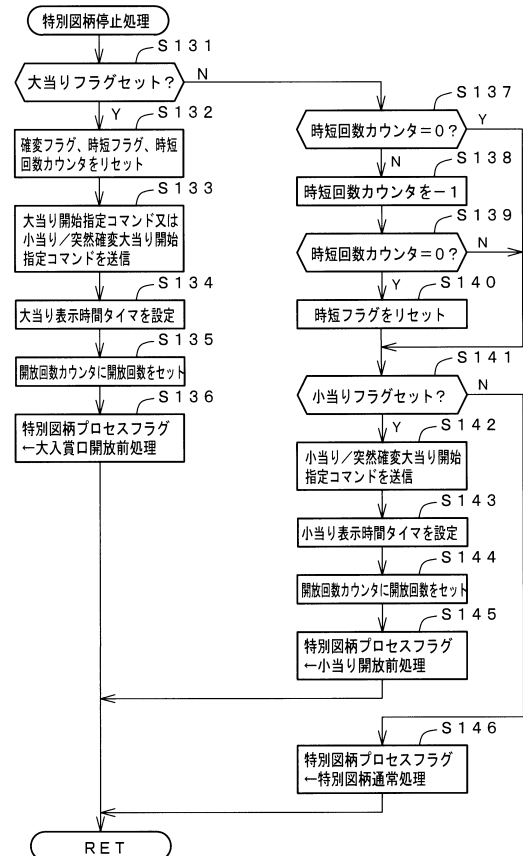 特別図柄停止処理
S131
大当りフラグセット?
N
Y
S132
確変フラグ、時短フラグ、時短
回数カウンタをリセット
S133
大当り開始指定コマンド又は
小当り/突然確変大当り開始
指定コマンドを送信
S134
大当り表示時間タイマを設定
S135
開放回数カウンタに開放回数をセット
S136
特別図柄プロセスフラグ
←大入賞口開放前処理
S137
時短回数カウンタ=0?
Y
N
S138
時短回数カウンタを-1
S139
時短回数カウンタ=0?
N
Y
S140
時短フラグをリセット
S141
小当りフラグセット?
N
Y
S142
小当り/突然確変大当り開始
指定コマンドを送信
S143
小当り表示時間タイマを設定
S144
開放回数カウンタに開放回数をセット
S145
特別図柄プロセスフラグ
←小当り開放前処理
S146
特別図柄プロセスフラグ
←特別図柄通常処理
RET